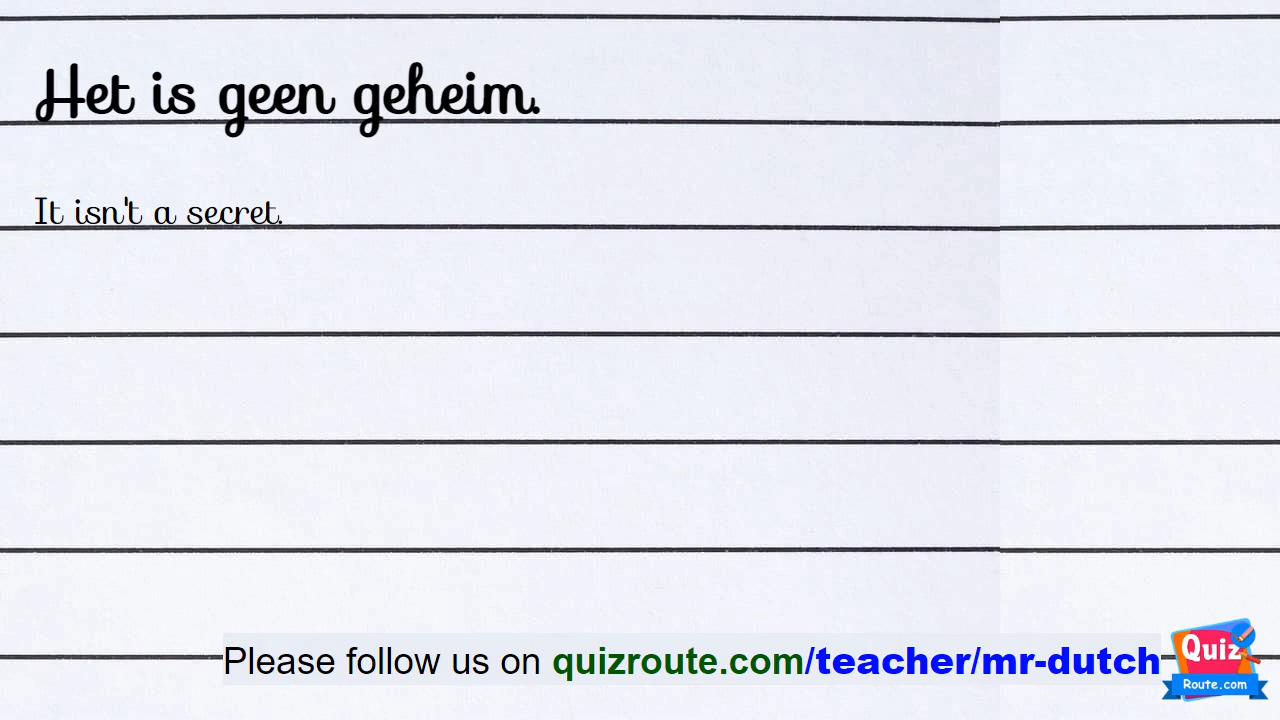 Het is geen geheim.
It isn't a secret.
Please follow us on quizroute.com/teacher/mr-dutch
Quiz
Route.com